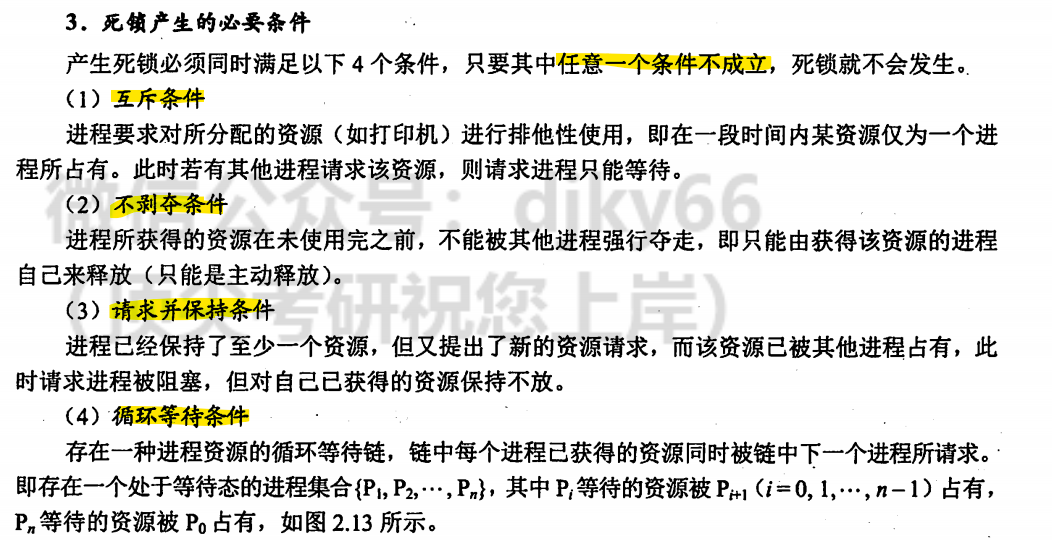 3．死锁产生的必要条件
产生死锁必须同时满足以下 4 个条件，只要其中任意一个条件不成立，死锁就不会发生。
（1）互斥条件
进程要求对所分配的资源（如打印机）进行排他性使用，即在一段时间内某资源仅为一个进
程所占有。此时若有其他进程请求该资源，则请求进程只能等待。
（2）不剥夺条件
进程所获得的资源在未使用完之前，不能被其他进程强行夺走，即只能由获得该资源的进程
自己来释放（只能是主动释放）。
（3）请求并保持条件
进程已经保持了至少一个资源，但又提出了新的资源请求，而该资源已被其他进程占有，此
时请求进程被阻塞，但对自己已获得的资源保持不放。
（4）循环等待条件
存在一种进程资源的循环等待链，链中每个进程已获得的资源同时被链中下一个进程所请求。
即存在一个处于等待态的进程集合{P1, P2,⋯, Pn}，其中 Pi 等待的资源被 Pi+1（i = 0, 1,⋯, n − 1）占有，
Pn 等待的资源被 P0 占有，如图 2.13 所示。
微信公众号：djky66
（顶尖考研祝您上岸）